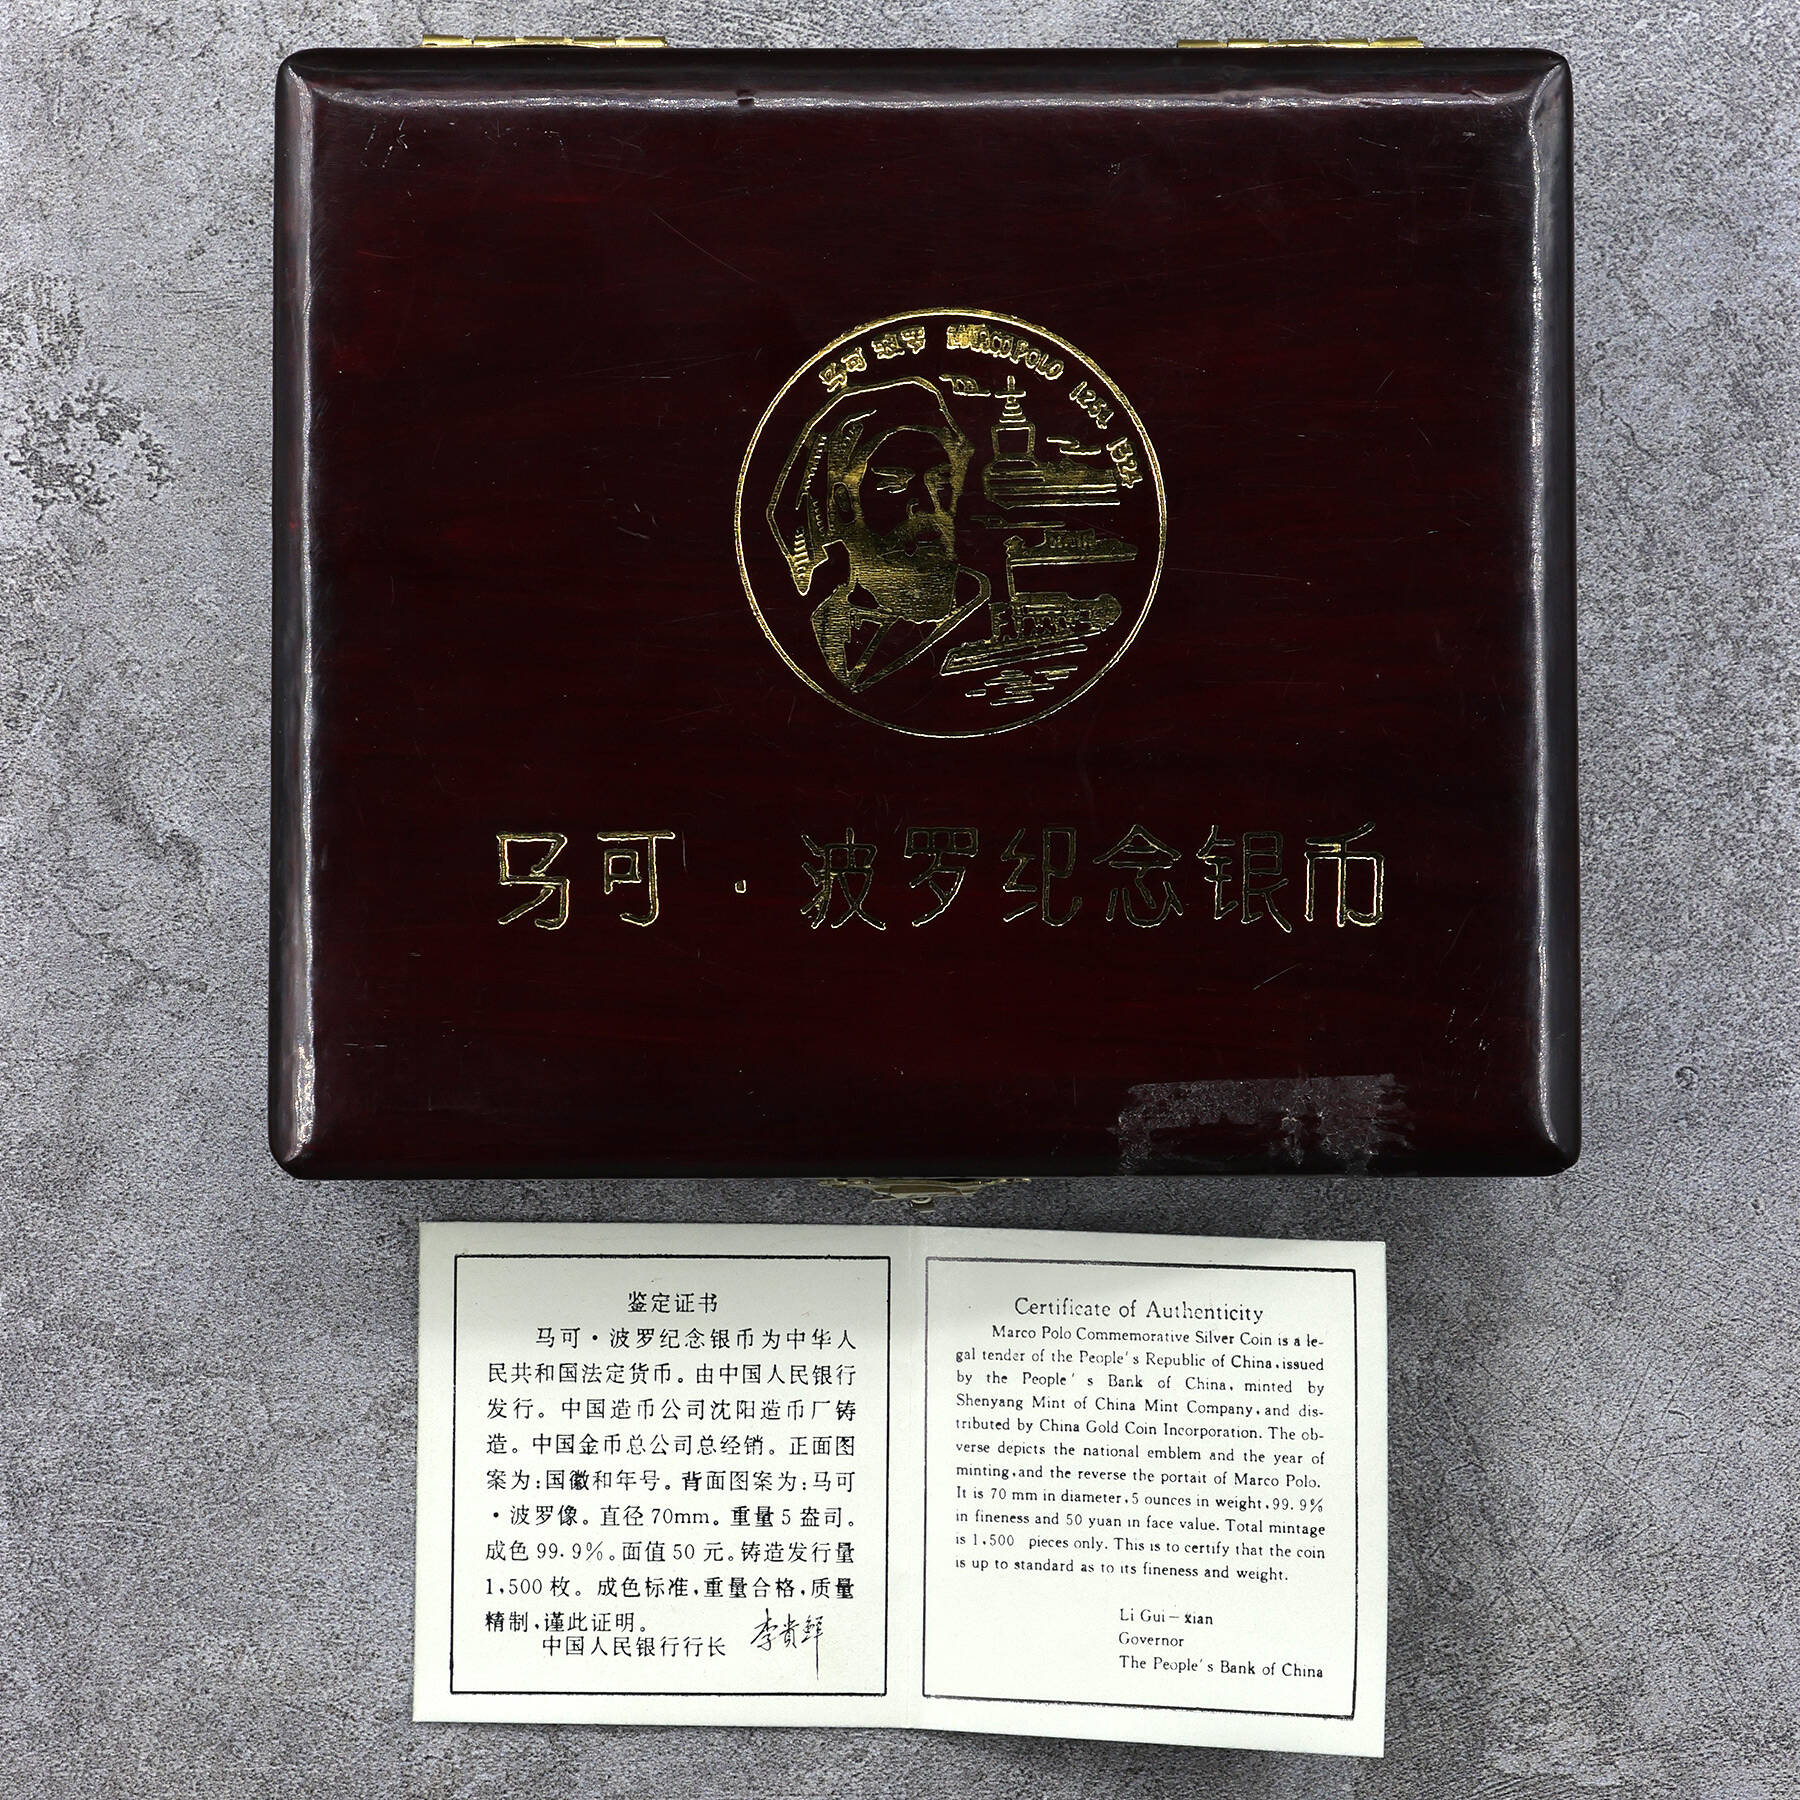 马可 波罗 MARCO POLO 1254 1324
马可·波罗纪念银币
鉴定证书
马可·波罗纪念银币为中华人
民共和国法定货币。由中国人民银行
发行。中国造币公司沈阳造币厂铸
造。中国金币总公司总经销。正面图
案为:国徽和年号。背面图案为:马可
·波罗像。直径70mm。重量5盎司。
成色99.9%。面值50元。铸造发行量
1,500枚。成色标准,重量合格,质量
精制,谨此证明。
中国人民银行行长 李贵鲜
Certificate of Authenticity
Marco Polo Commemorative Silver Coin is a le-
gal tender of the People's Republic of China, issued
by the People's Bank of China, minted by
Shenyang Mint of China Mint Company, and dis-
tributed by China Gold Coin Incorporation. The ob-
verse depicts the national emblem and the year of
minting, and the reverse the portait of Marco Polo.
It is 70 mm in diameter, 5 ounces in weight, 99.9%
in fineness and 50 yuan in face value. Total mintage
is 1,500 pieces only. This is to certify that the coin
is up to standard as to its fineness and weight.
Li Gui-xian
Governor
The People's Bank of China